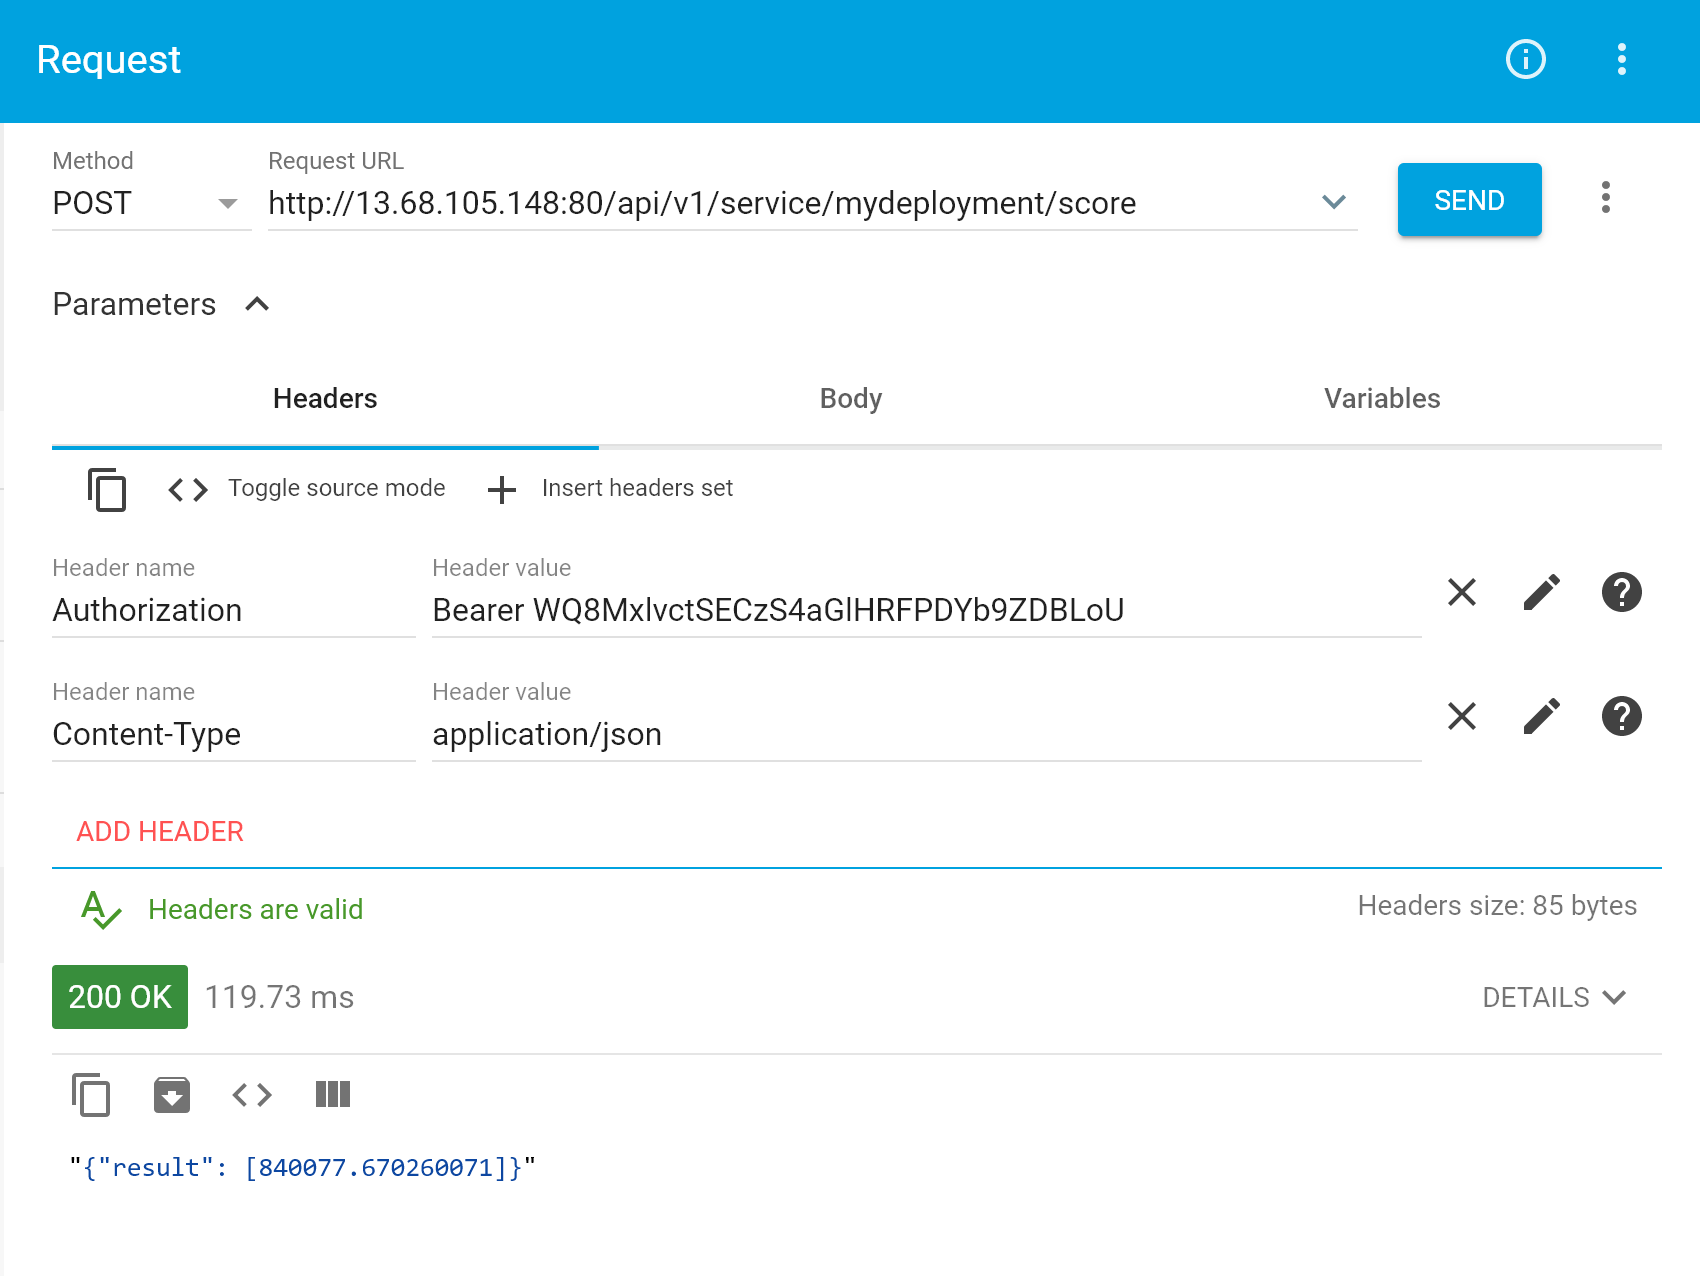 Request
Method
Request URL
POST
http://13.68.105.148:80/api/v1/service/mydeployment/score
SEND
Parameters
Headers
Body
Variables
Toggle source mode
Insert headers set
Header name
Header value
Authorization
Bearer WQ8MxlvctSECzS4aGlHRFPDYb9ZDBLoU
Header name
Header value
Content-Type
application/json
ADD HEADER
Headers are valid
Headers size: 85 bytes
200 OK
119.73 ms
DETAILS
"{"result": [840077.670260071]}"